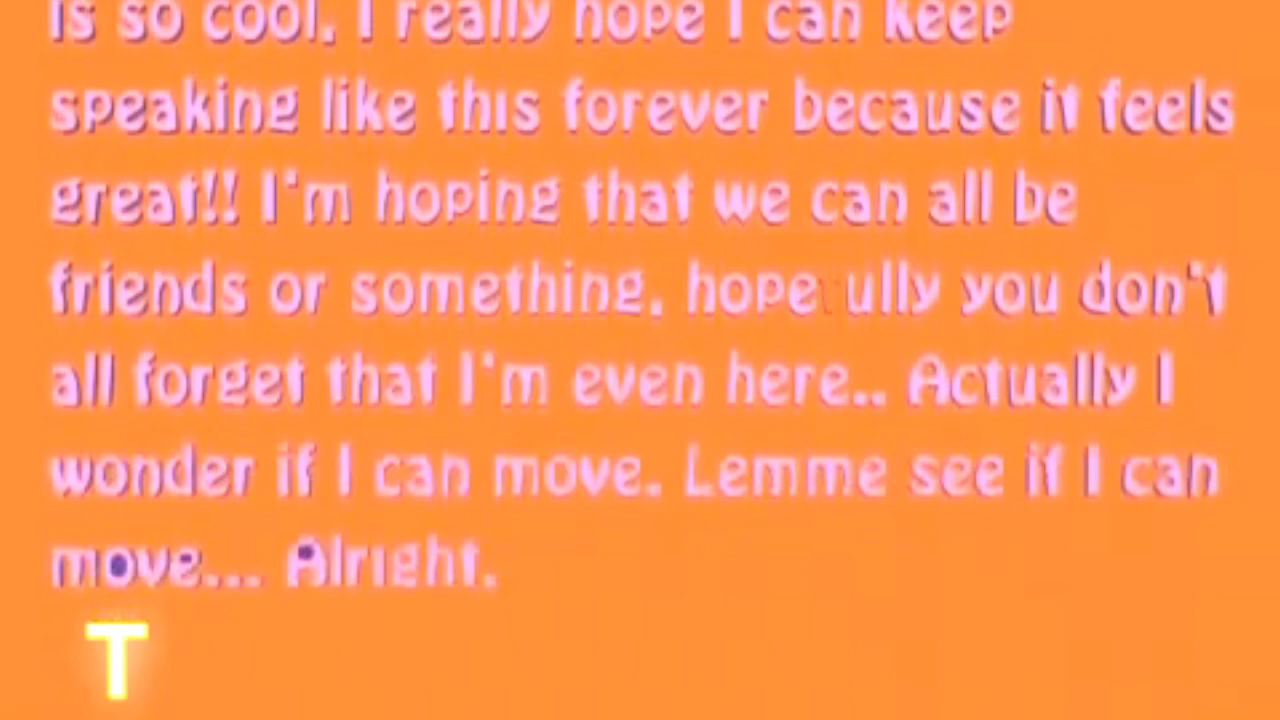 is so cool, I really hope I can keep
speaking like this forever because it feels
great!! I'm hoping that we can all be
friends or something, hope ully you don't
all forget that I'm even here.. Actually I
wonder if I can move. Lemme see if I can
move... Alright.
T